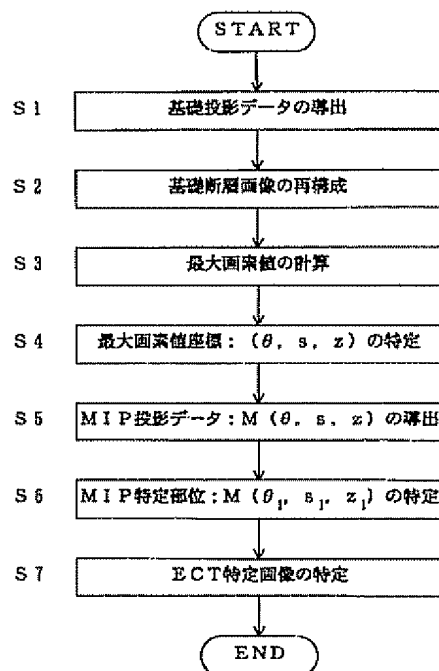 START
S1 基礎投影データの導出
S2 基礎断層画像の再構成
S3 最大画素値の計算
S4 最大画素値座標：（θ，s，z）の特定
S5 MIP投影データ：M（θ，s，z）の導出
S6 MIP特定部位：M（θ₁，s₁，z₁）の特定
S7 ECT特定画像の特定
END